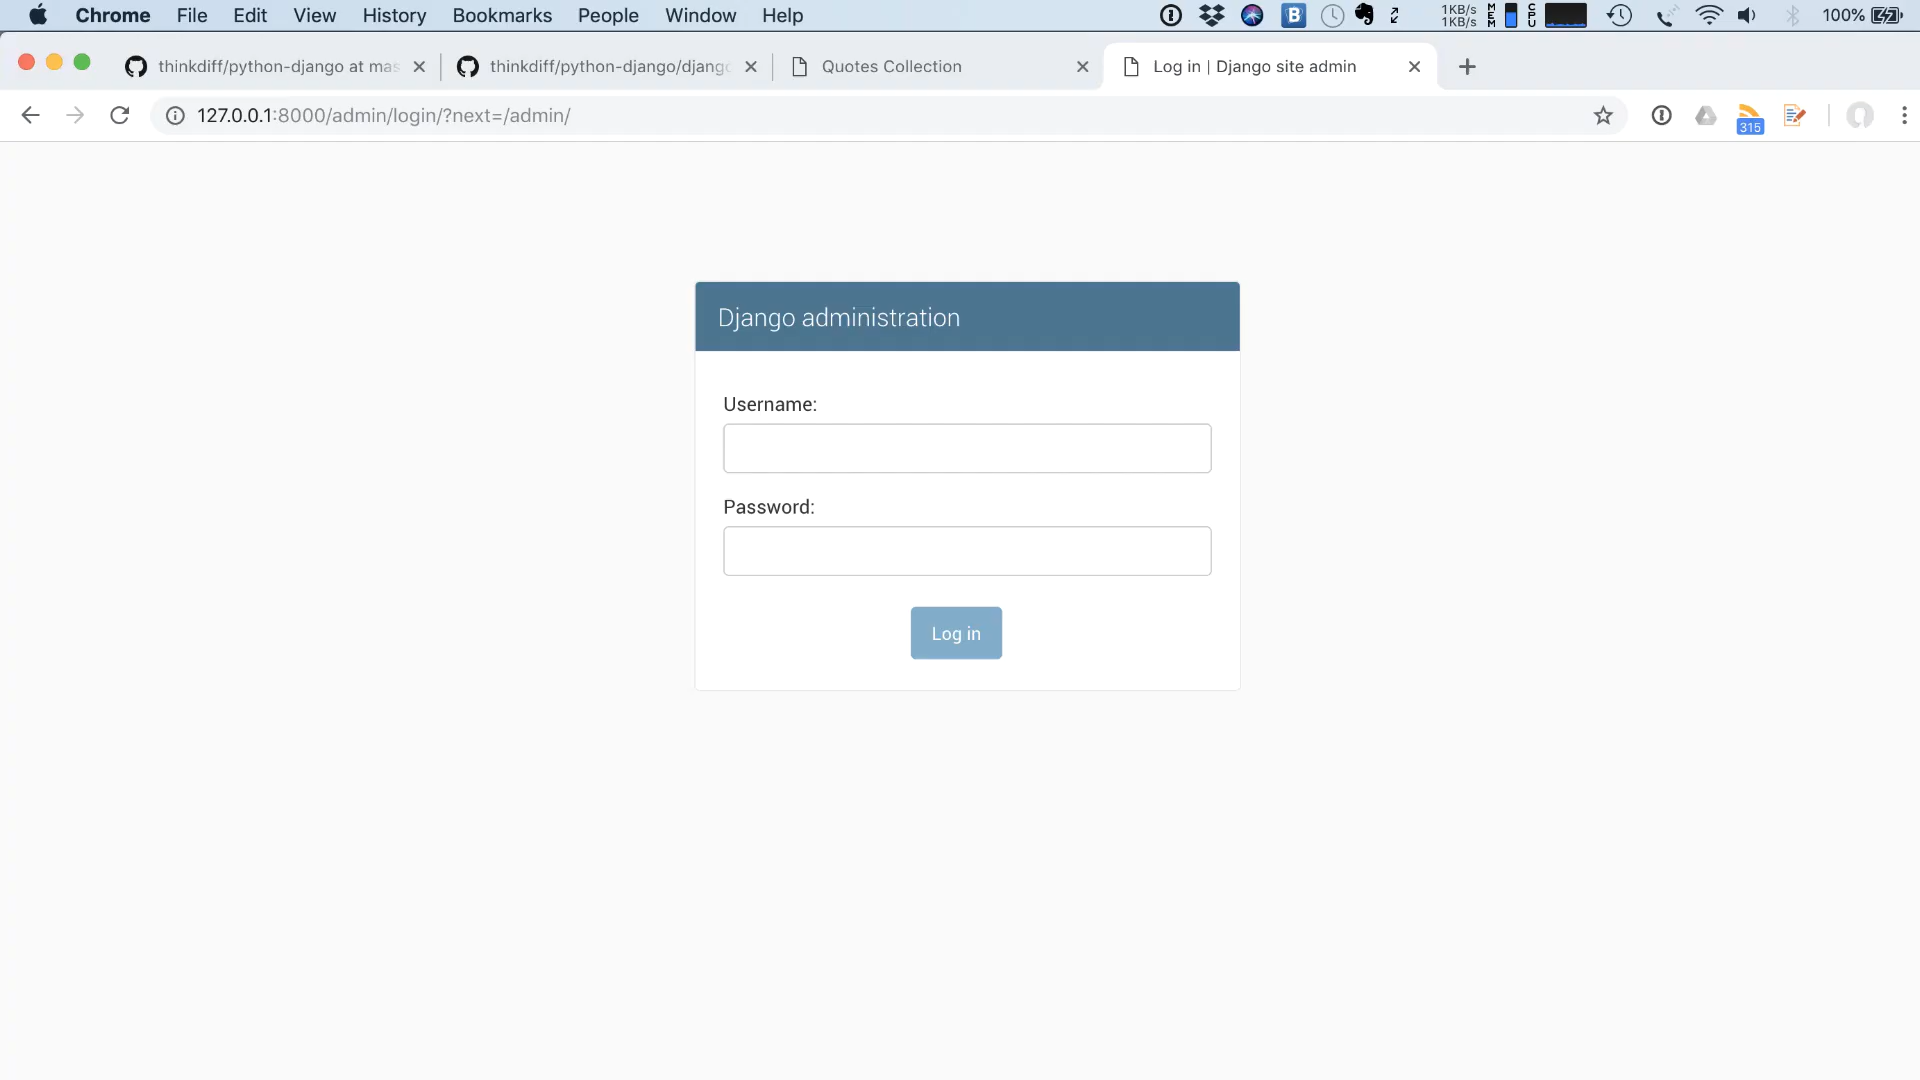 Chrome File Edit View History Bookmarks People Window Help 1KB/s 1KB/s MEM CPU 100%
thinkdiff/python-django at mas thinkdiff/python-django/djang Quotes Collection Log in | Django site admin
127.0.0.1:8000/admin/login/?next=/admin/ 315
Django administration
Username:
Password:
Log in